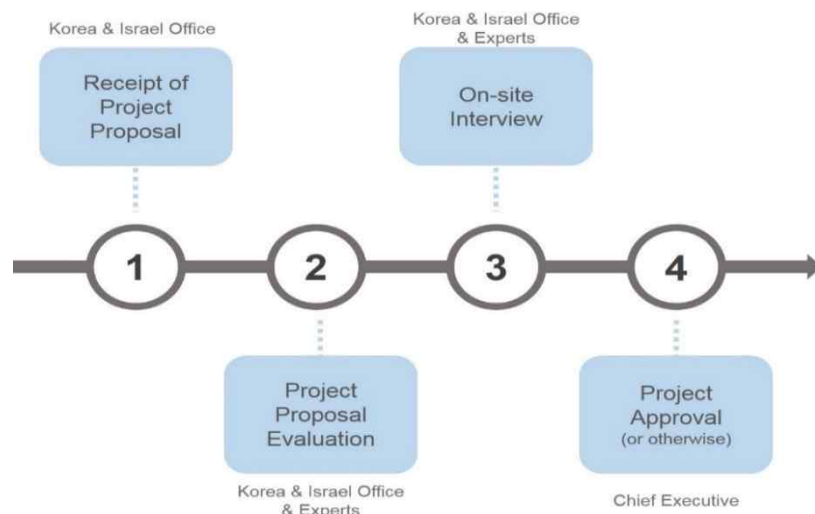 Korea & Israel Office
Receipt of
Project
Proposal
Korea & Israel Office
& Experts
On-site
Interview
1
2
3
4
Project
Proposal
Evaluation
Korea & Israel Office
& Experts
Project
Approval
(or otherwise)
Chief Executive